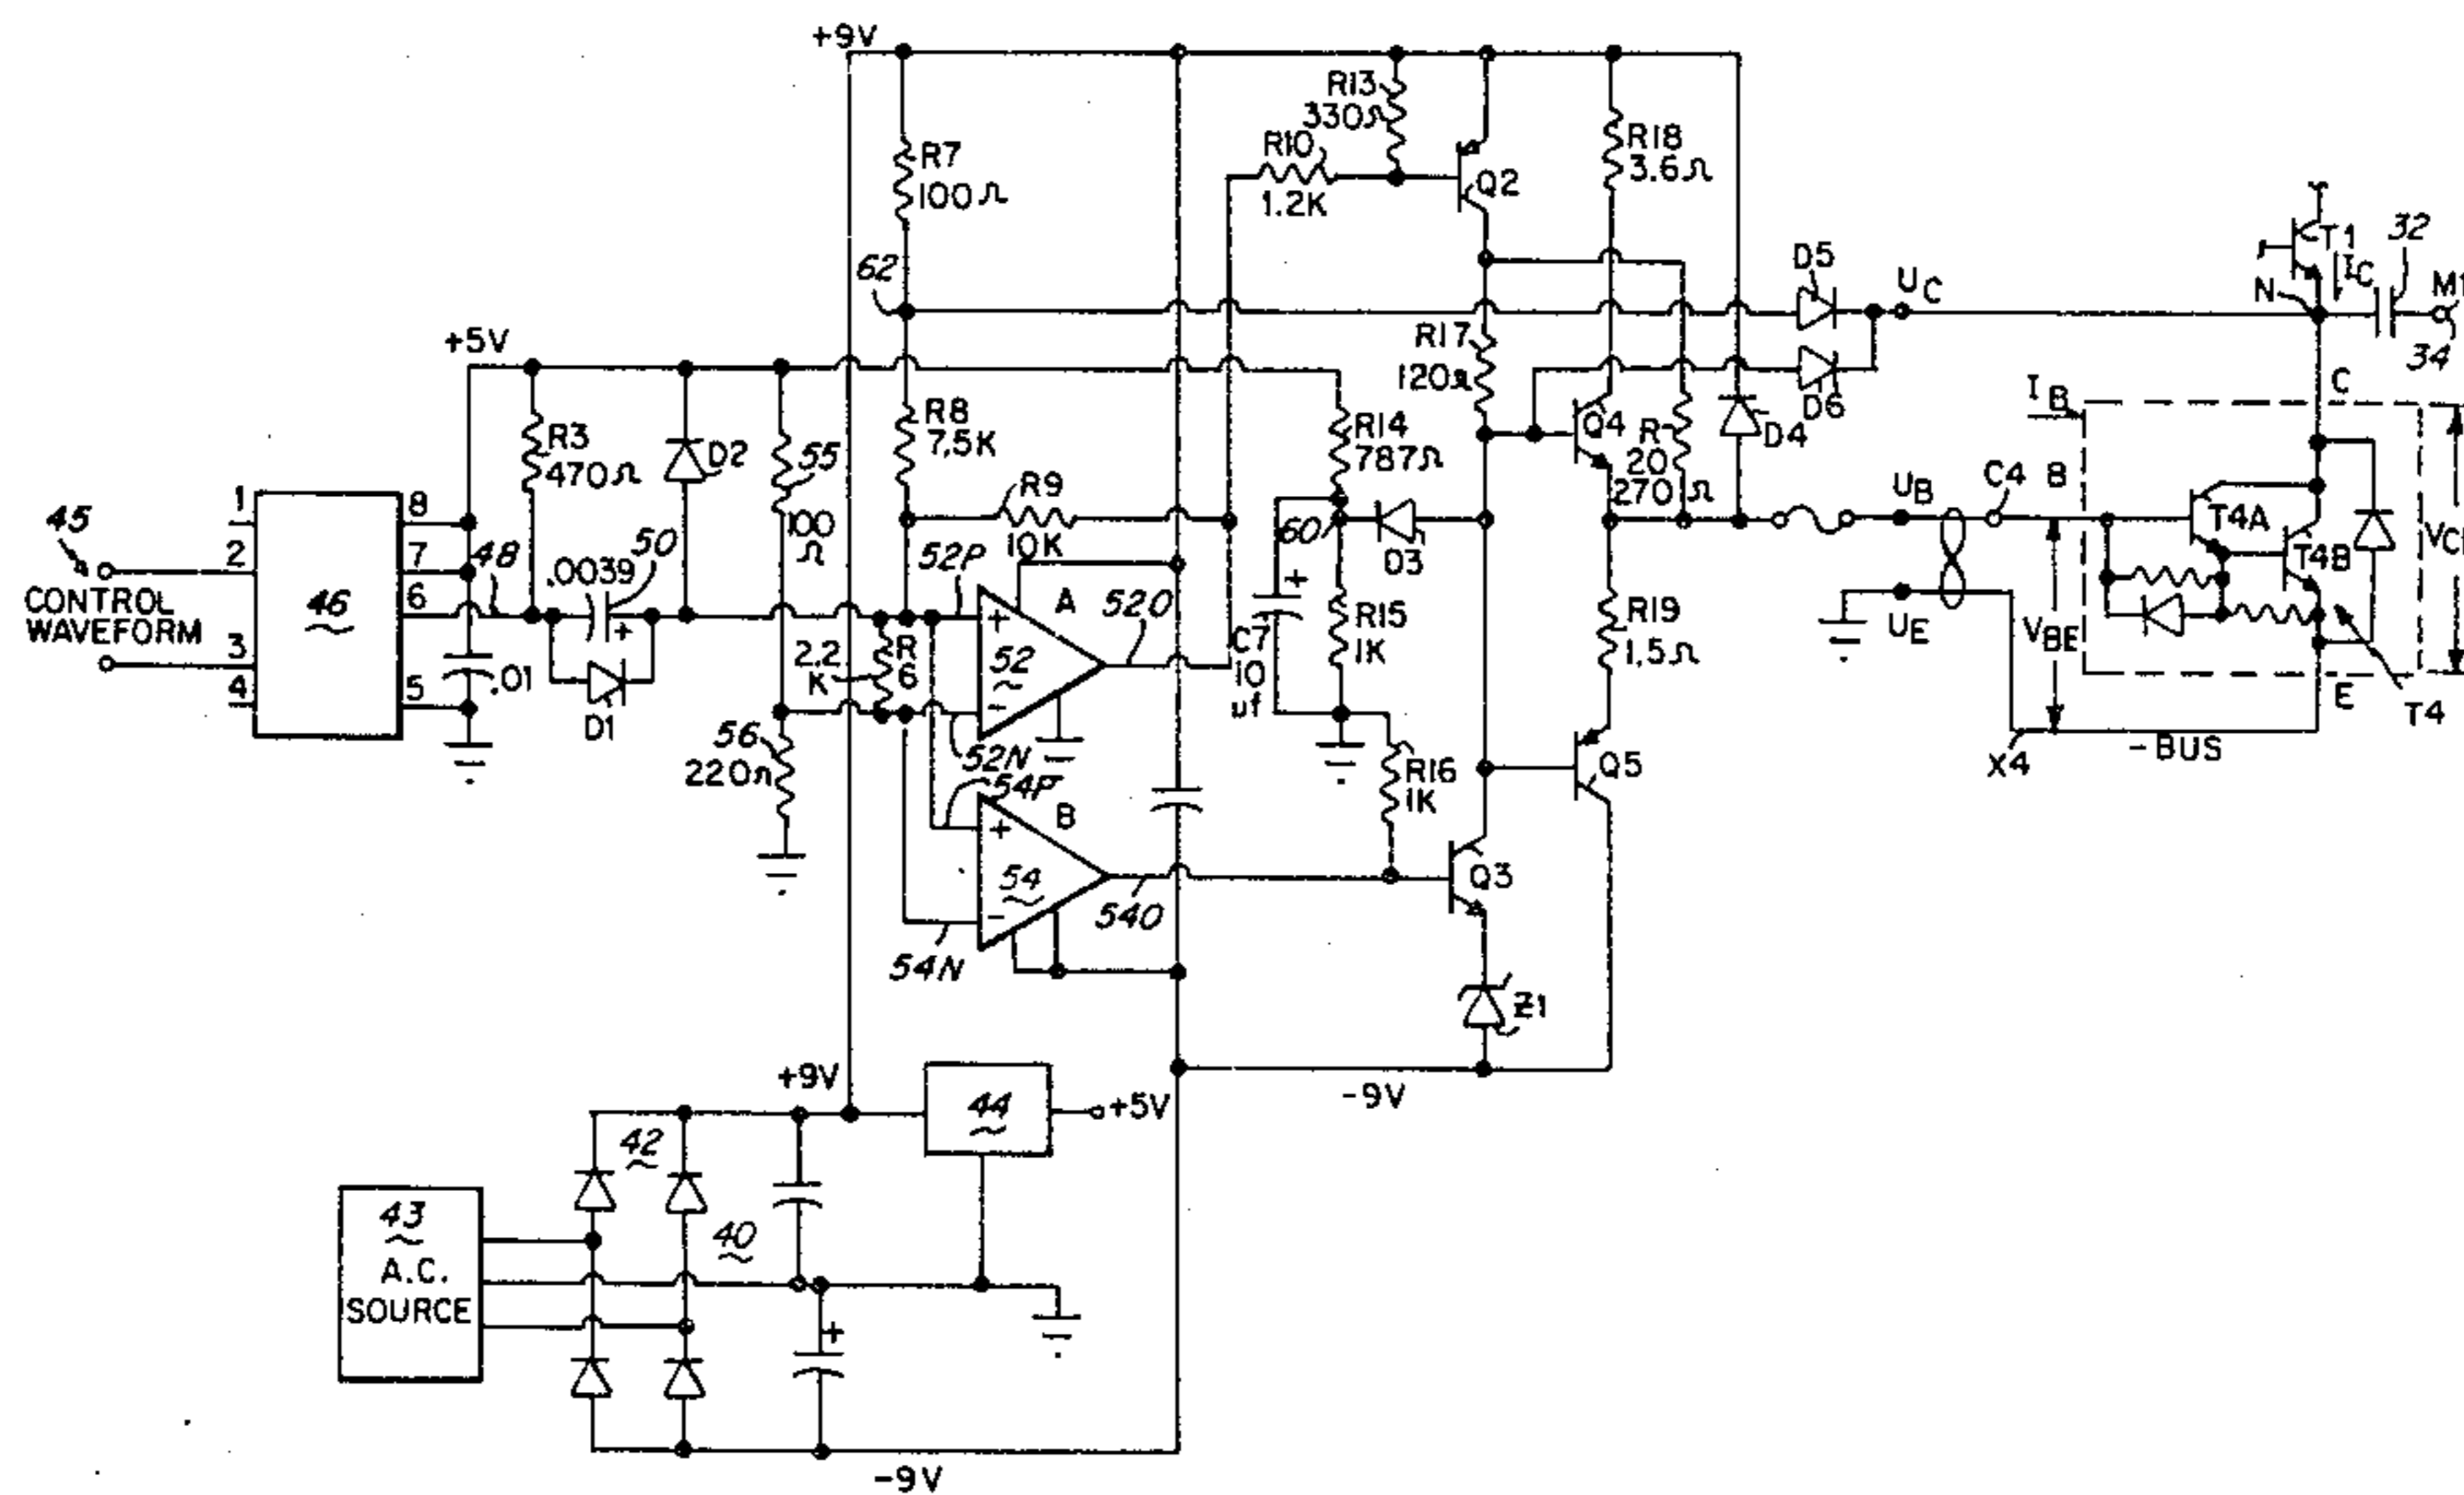 +9V
R13
330Ω
R10
1.2K
Q2
R18
3.6Ω
R7
100Ω
62
D5
UC
T1
IC
32
N
M1
34
+5V
R17
120Ω
D6
C
IB
R3
470Ω
D2
55
100
Ω
R8
7.5K
R9
10K
R14
787Ω
Q4
R
20
270Ω
D4
1
2
3
4
8
7
6
5
45
CONTROL
WAVEFORM
46
48
.0039
50
+
D1
.01
52P
A
520
+
52
-
60
D3
UB
C4
B
T4A
T4B
UE
VBE
E
T4
X4
-BUS
2.2
K
R
6
C7
10
µf
+
R15
1K
R19
1.5Ω
56
220Ω
52N
54P
B
+
54
-
54N
540
R16
1K
Q5
Q3
Z1
-9V
+9V
44
+5V
42
40
43
A.C.
SOURCE
+
-9V